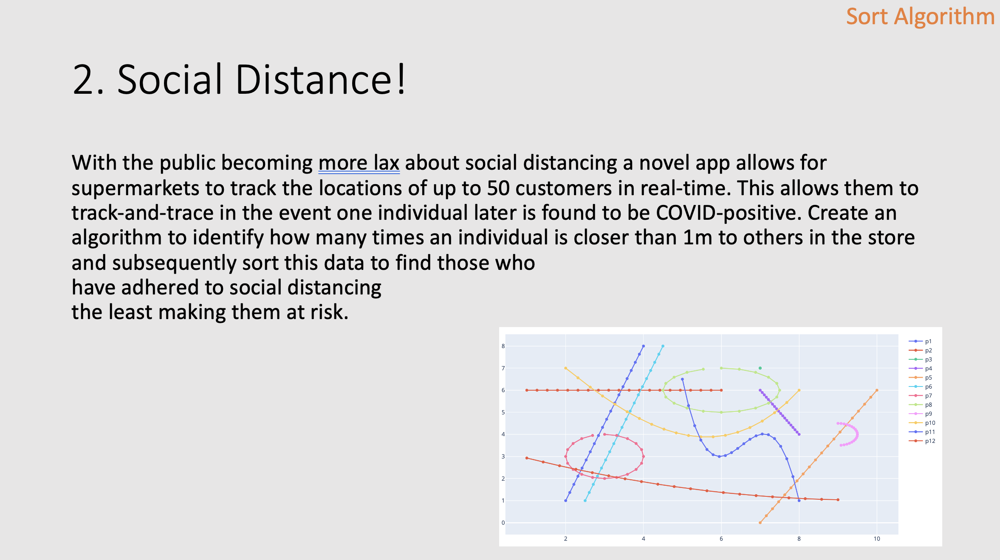 Sort Algorithm
2. Social Distance!
With the public becoming more lax about social distancing a novel app allows for
supermarkets to track the locations of up to 50 customers in real-time. This allows them to
track-and-trace in the event one individual later is found to be COVID-positive. Create an
algorithm to identify how many times an individual is closer than 1m to others in the store
and subsequently sort this data to find those who
have adhered to social distancing
the least making them at risk.
8
7
6
5
4
3
2
1
0
2 4 6 8 10
p1
p2
p3
p4
p5
p6
p7
p8
p9
p10
p11
p12